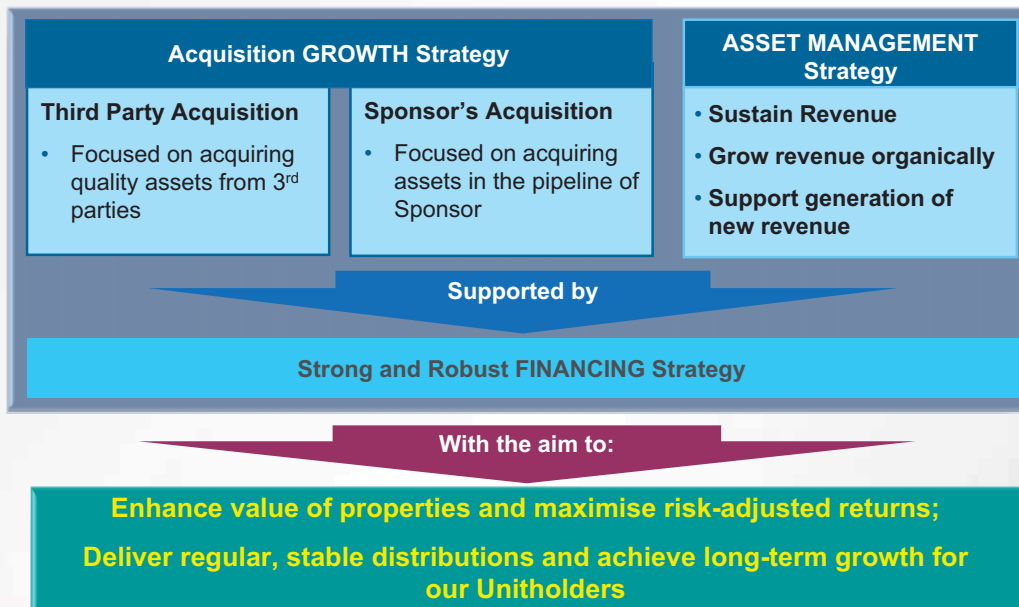 Acquisition GROWTH Strategy
Third Party Acquisition
• Focused on acquiring
quality assets from 3rd
parties
Sponsor's Acquisition
• Focused on acquiring
assets in the pipeline of
Sponsor
ASSET MANAGEMENT
Strategy
• Sustain Revenue
• Grow revenue organically
• Support generation of
new revenue
Supported by
Strong and Robust FINANCING Strategy
With the aim to:
Enhance value of properties and maximise risk-adjusted returns;
Deliver regular, stable distributions and achieve long-term growth for
our Unitholders